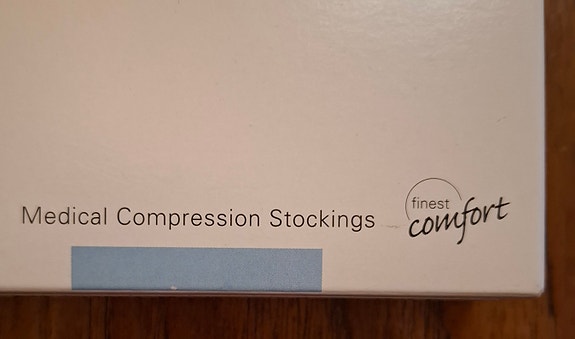 finest
Medical Compression Stockings
comfort